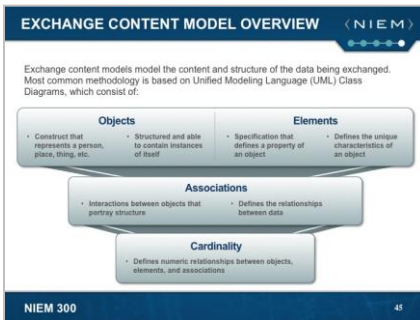 EXCHANGE CONTENT MODEL OVERVIEW
NIEM
Exchange content models model the content and structure of the data being exchanged.
Most common methodology is based on Unified Modeling Language (UML) Class
Diagrams, which consist of:
Objects
• Construct that
represents a person,
place, thing, etc.
• Structured and able
to contain instances
of itself
Elements
• Specification that
defines a property of
an object
• Defines the unique
characteristics of
an object
Associations
• Interactions between objects that
portray structure
• Defines the relationships
between data
Cardinality
• Defines numeric relationships between objects,
elements, and associations
NIEM 300
45